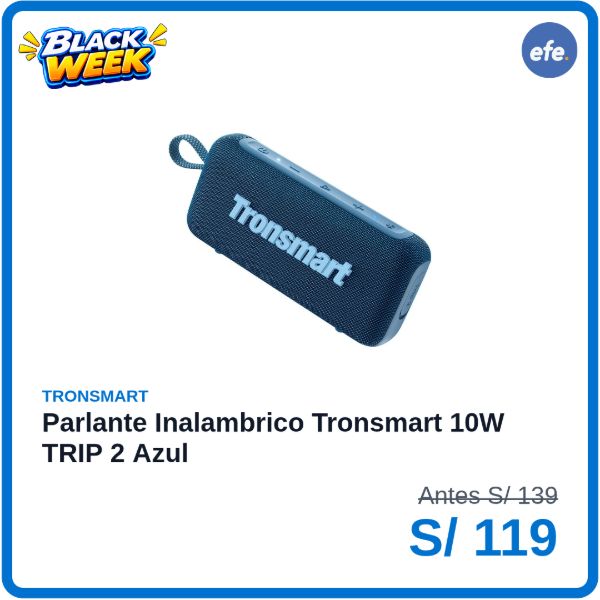 BLACK
WEEK
efe.
Tronsmart
TRONSMART
Parlante Inalambrico Tronsmart 10W
TRIP 2 Azul
Antes S/ 139
S/ 119